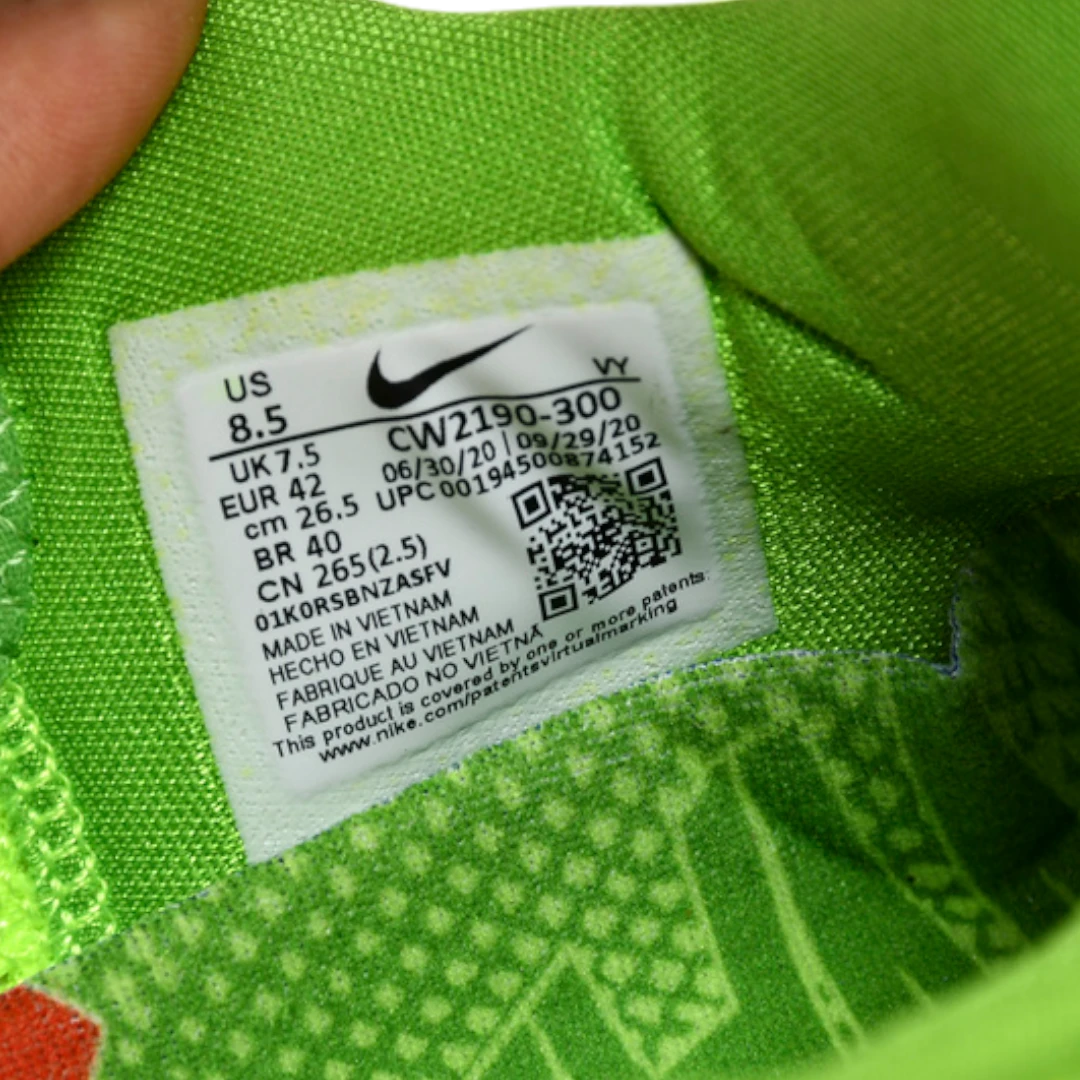 US
8.5
VY
CW2190-300
UK 7.5
06/30/20 | 09/29/20
EUR 42
UPC 00194500874152
cm 26.5
BR 40
CN 265(2.5)
01K0RSBNZASFV
MADE IN VIETNAM
HECHO EN VIETNAM
FABRIQUE AU VIETNAM
FABRICADO NO VIETNÃ
This product is covered by one or more patents:
www.nike.com/patentsvirtualmarking